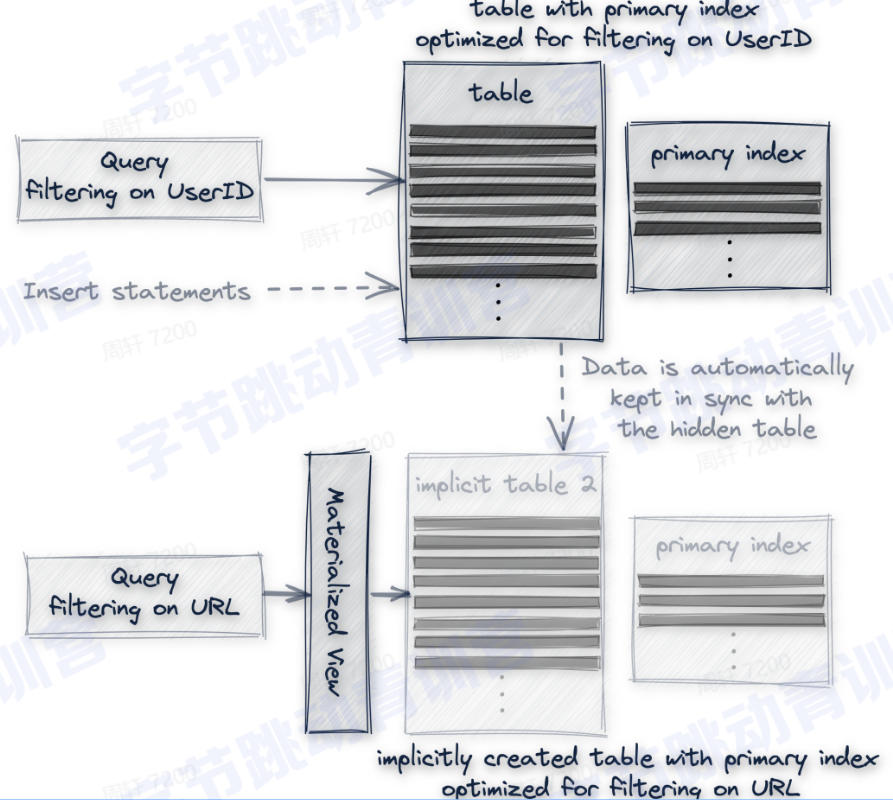 table with primary index
optimized for filtering on UserID
table
primary index
Query
filtering on UserID
Insert statements
Data is automatically
kept in sync with
the hidden table
implicit table 2
primary index
Materialized View
Query
filtering on URL
implicitly created table with primary index
optimized for filtering on URL
字节跳动青训营
周轩 7200